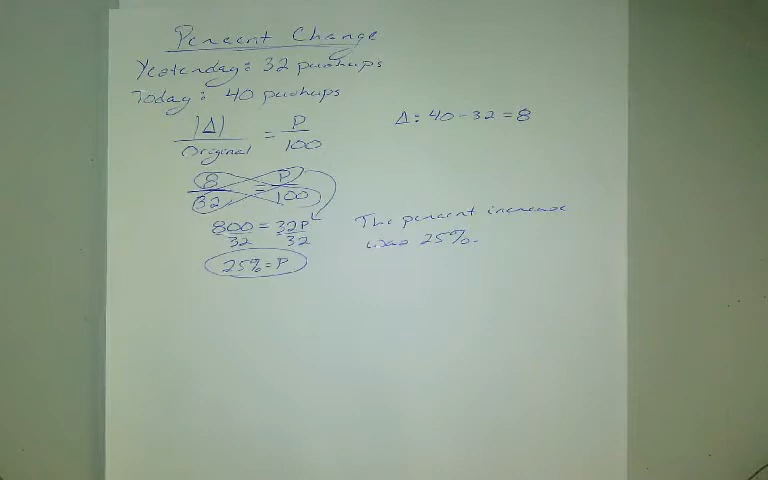 Percent Change
Yesterday: 32 pushups
Today: 40 pushups
|Δ| / Original = P / 100
Δ: 40 - 32 = 8
8 / 32 = P / 100
800 = 32P
32 32
25% = P
The percent increase
was 25%.